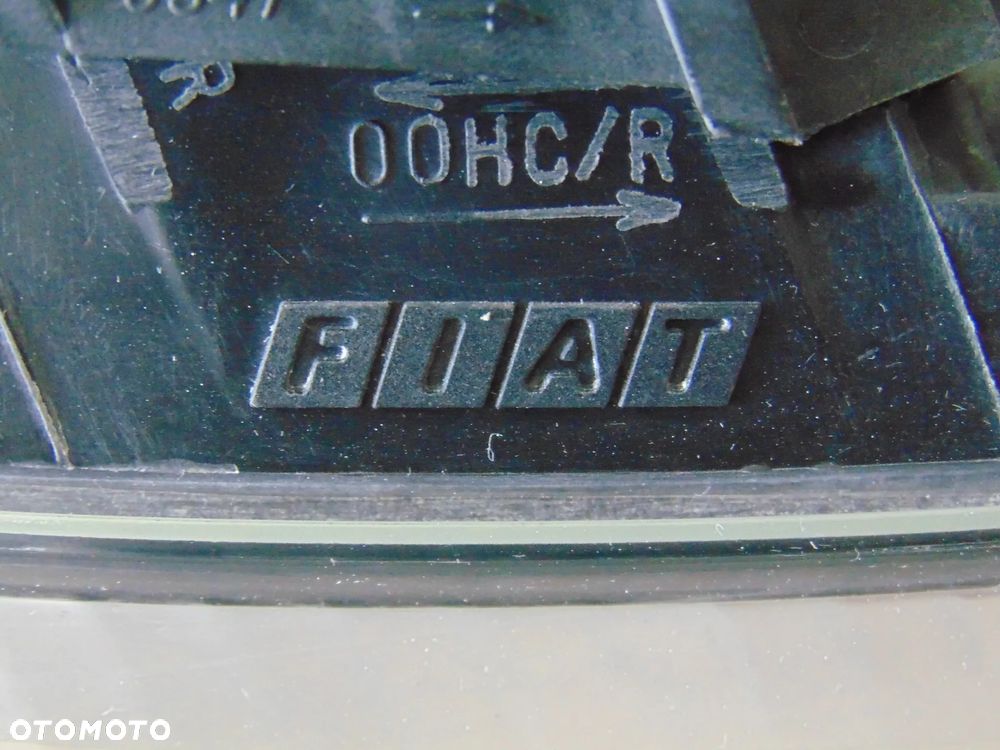 R
00HC/R
FIAT
OTOMOTO